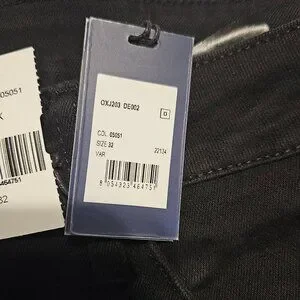 05051
X
464751
32
OXJ203 DE002
D
COL 05051
SIZE 32
VAR 22134
8 054323 464751